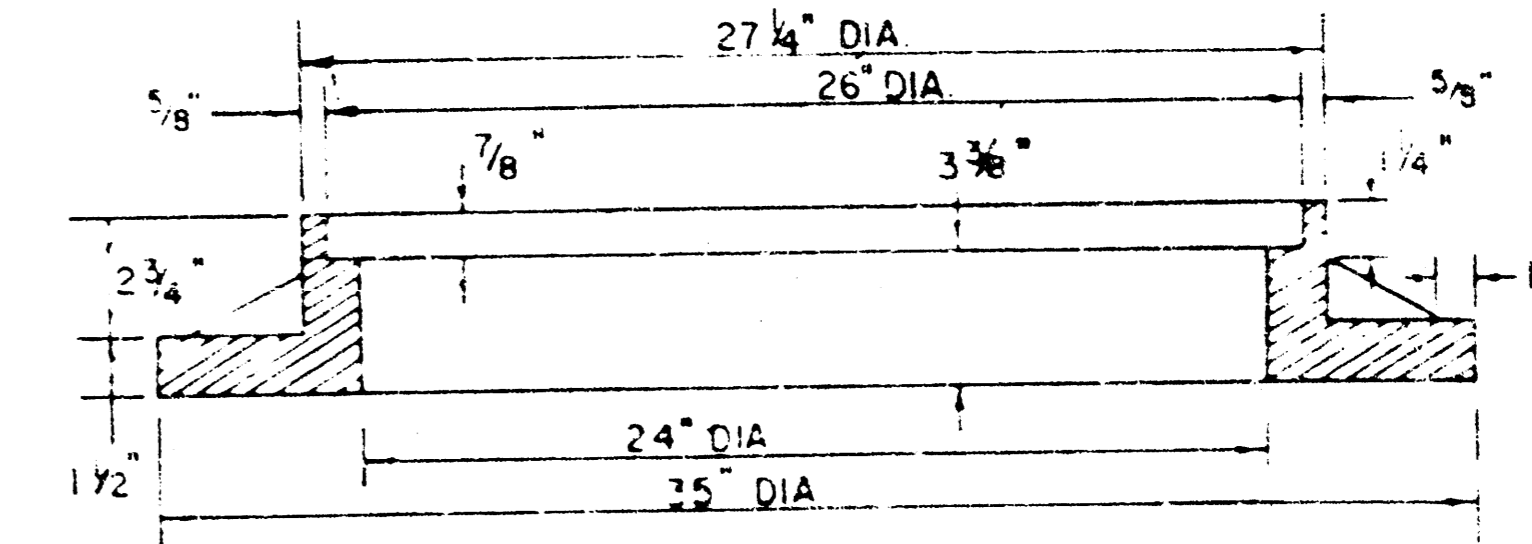 27 1/4" DIA.
26" DIA.
5/8"
5/8"
7/8"
3 3/8"
1 1/4"
2 3/4"
1
24" DIA
1 1/2"
35" DIA